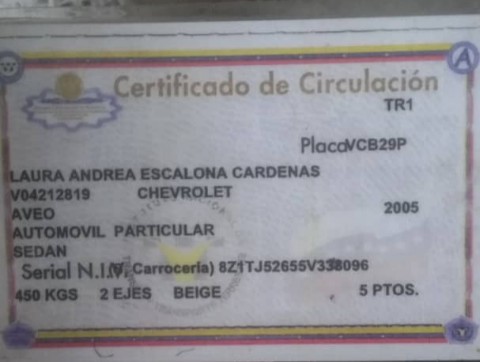 Certificado de Circulación
TR1
Placa VCB29P
LAURA ANDREA ESCALONA CARDENAS
V04212819 CHEVROLET
AVEO 2005
AUTOMOVIL PARTICULAR
SEDAN
Serial N.I.V. Carrocería) 8Z1TJ52655V338096
450 KGS 2 EJES BEIGE 5 PTOS.